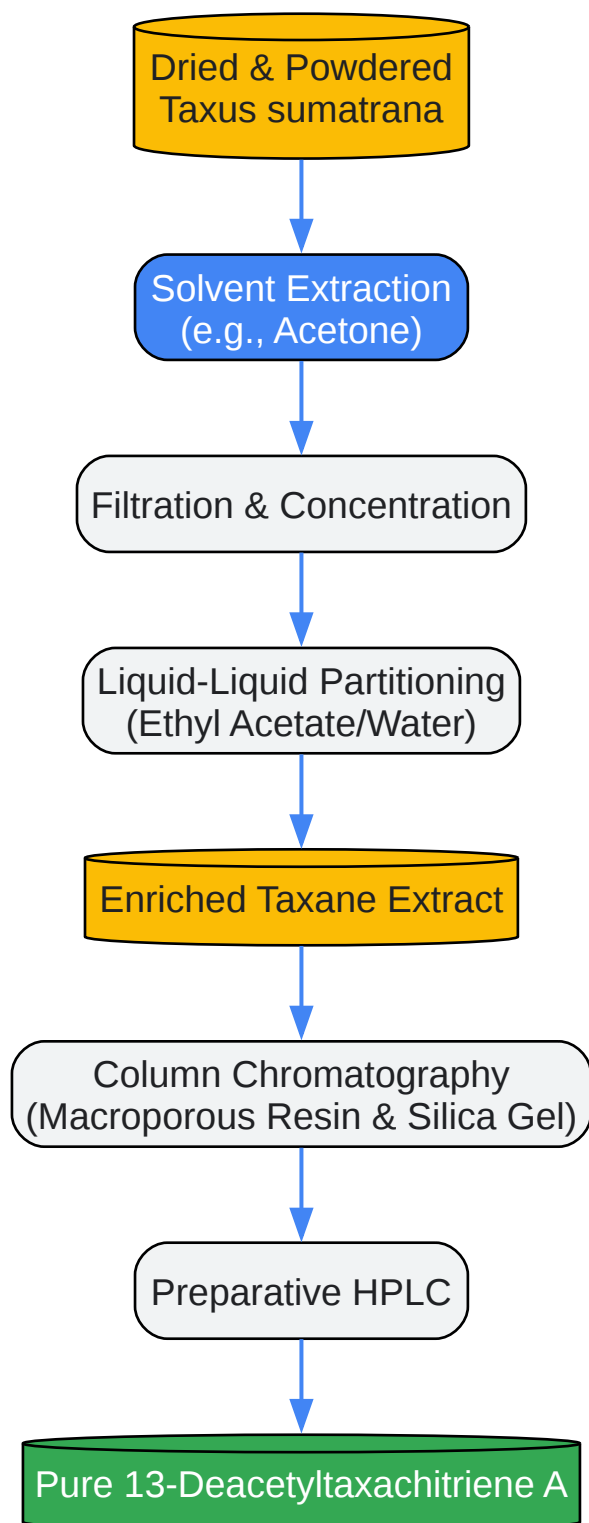 Dried & Powdered
Taxus sumatrana
Solvent Extraction
(e.g., Acetone)
Filtration & Concentration
Liquid-Liquid Partitioning
(Ethyl Acetate/Water)
Enriched Taxane Extract
Column Chromatography
(Macroporous Resin & Silica Gel)
Preparative HPLC
Pure 13-Deacetyltaxachitriene A